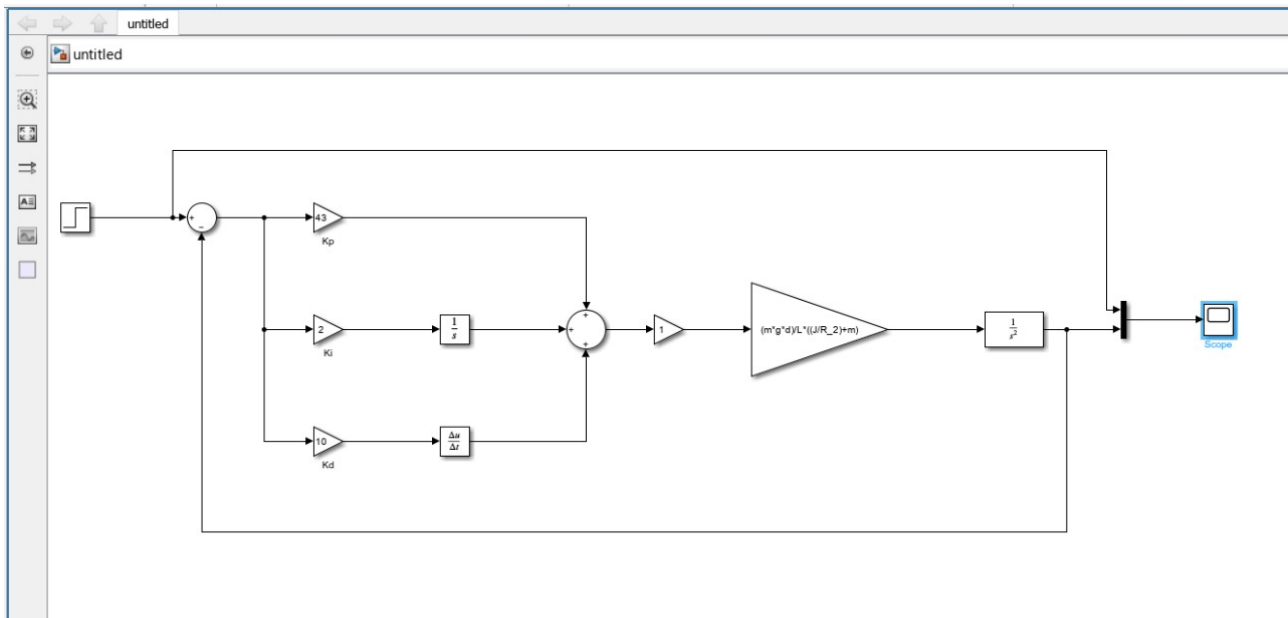 untitled
untitled
43
Kp
2
Ki
1
s
10
Kd
Δu
Δt
+
−
+
+
+
1
(m*g*d)/L*((J/R_2)+m)
1
s²
Scope